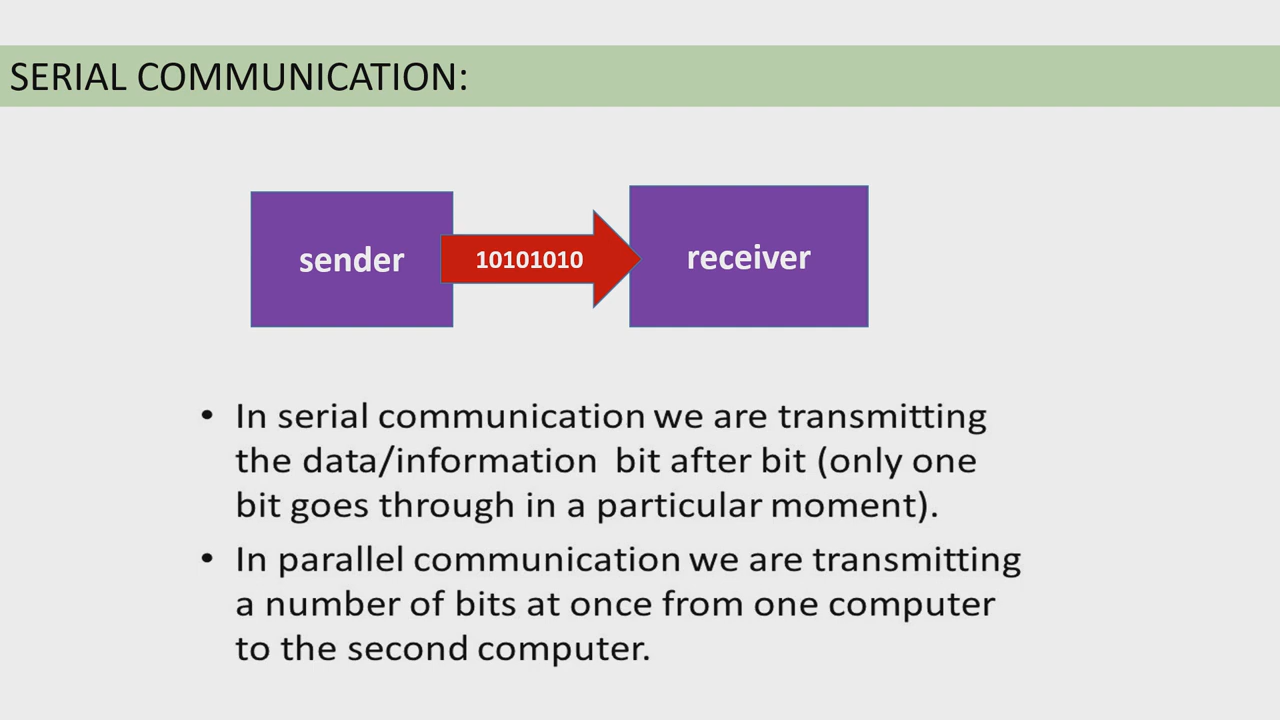 SERIAL COMMUNICATION:
sender
10101010
receiver
• In serial communication we are transmitting
the data/information bit after bit (only one
bit goes through in a particular moment).
• In parallel communication we are transmitting
a number of bits at once from one computer
to the second computer.